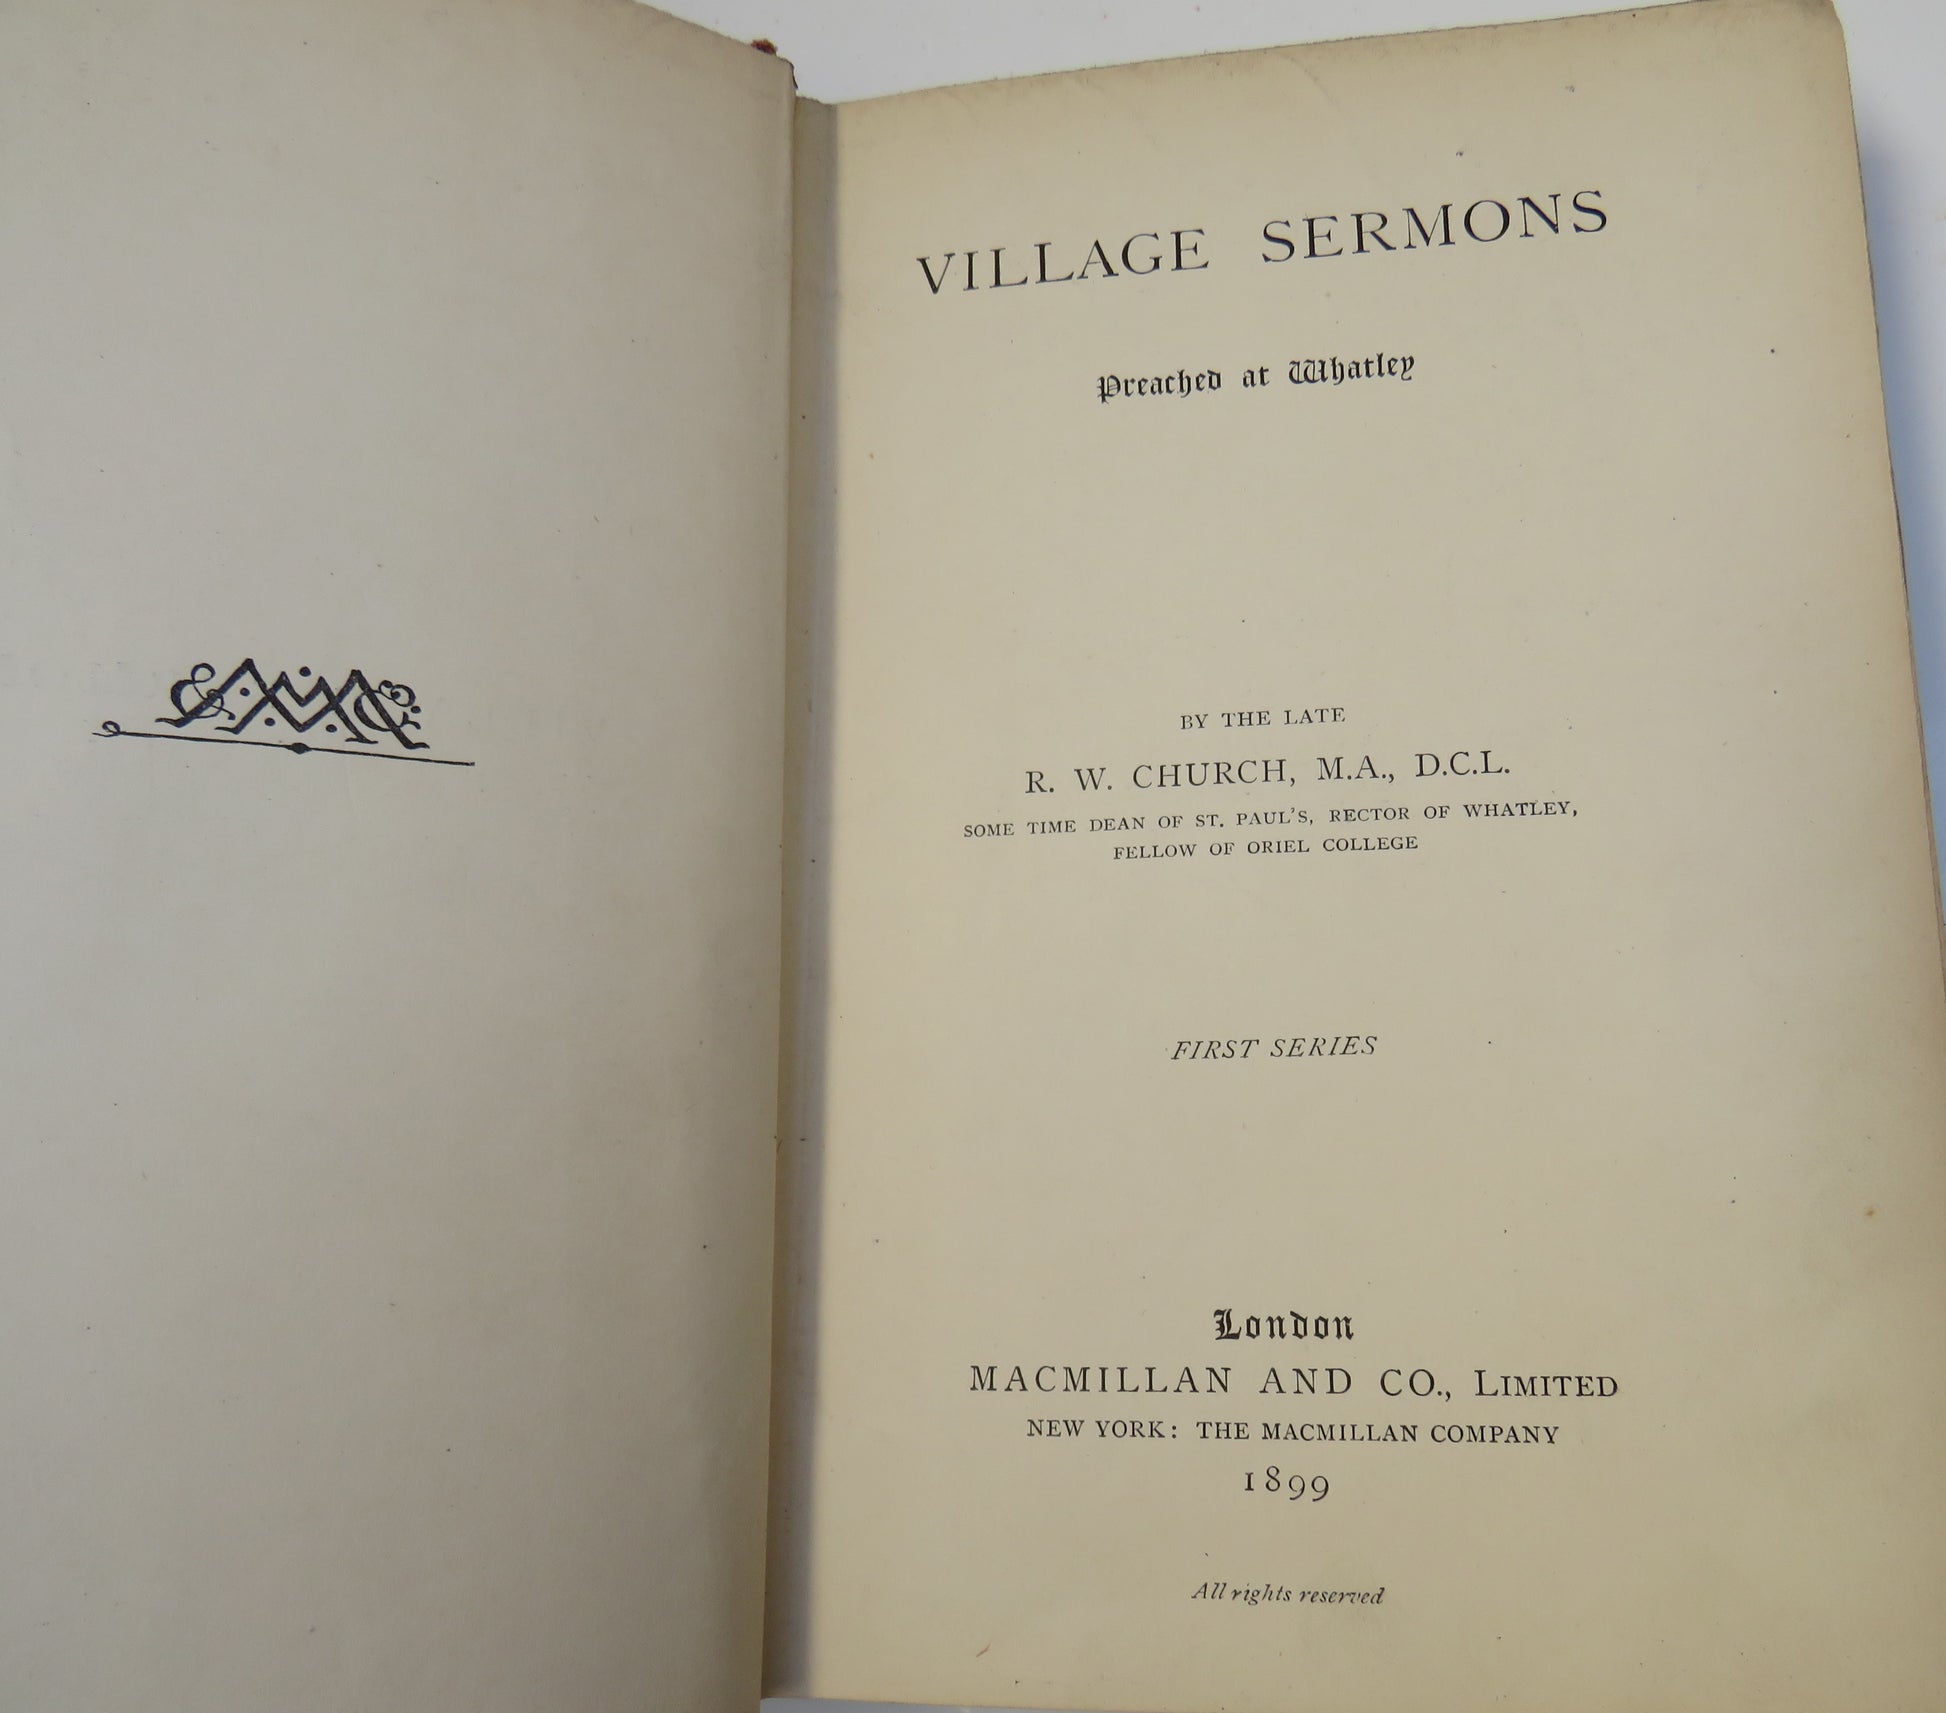 VILLAGE SERMONS
Preached at Whatley
BY THE LATE
R. W. CHURCH, M.A., D.C.L.
SOME TIME DEAN OF ST. PAUL'S, RECTOR OF WHATLEY,
FELLOW OF ORIEL COLLEGE
FIRST SERIES
London
MACMILLAN AND CO., LIMITED
NEW YORK: THE MACMILLAN COMPANY
1899
All rights reserved